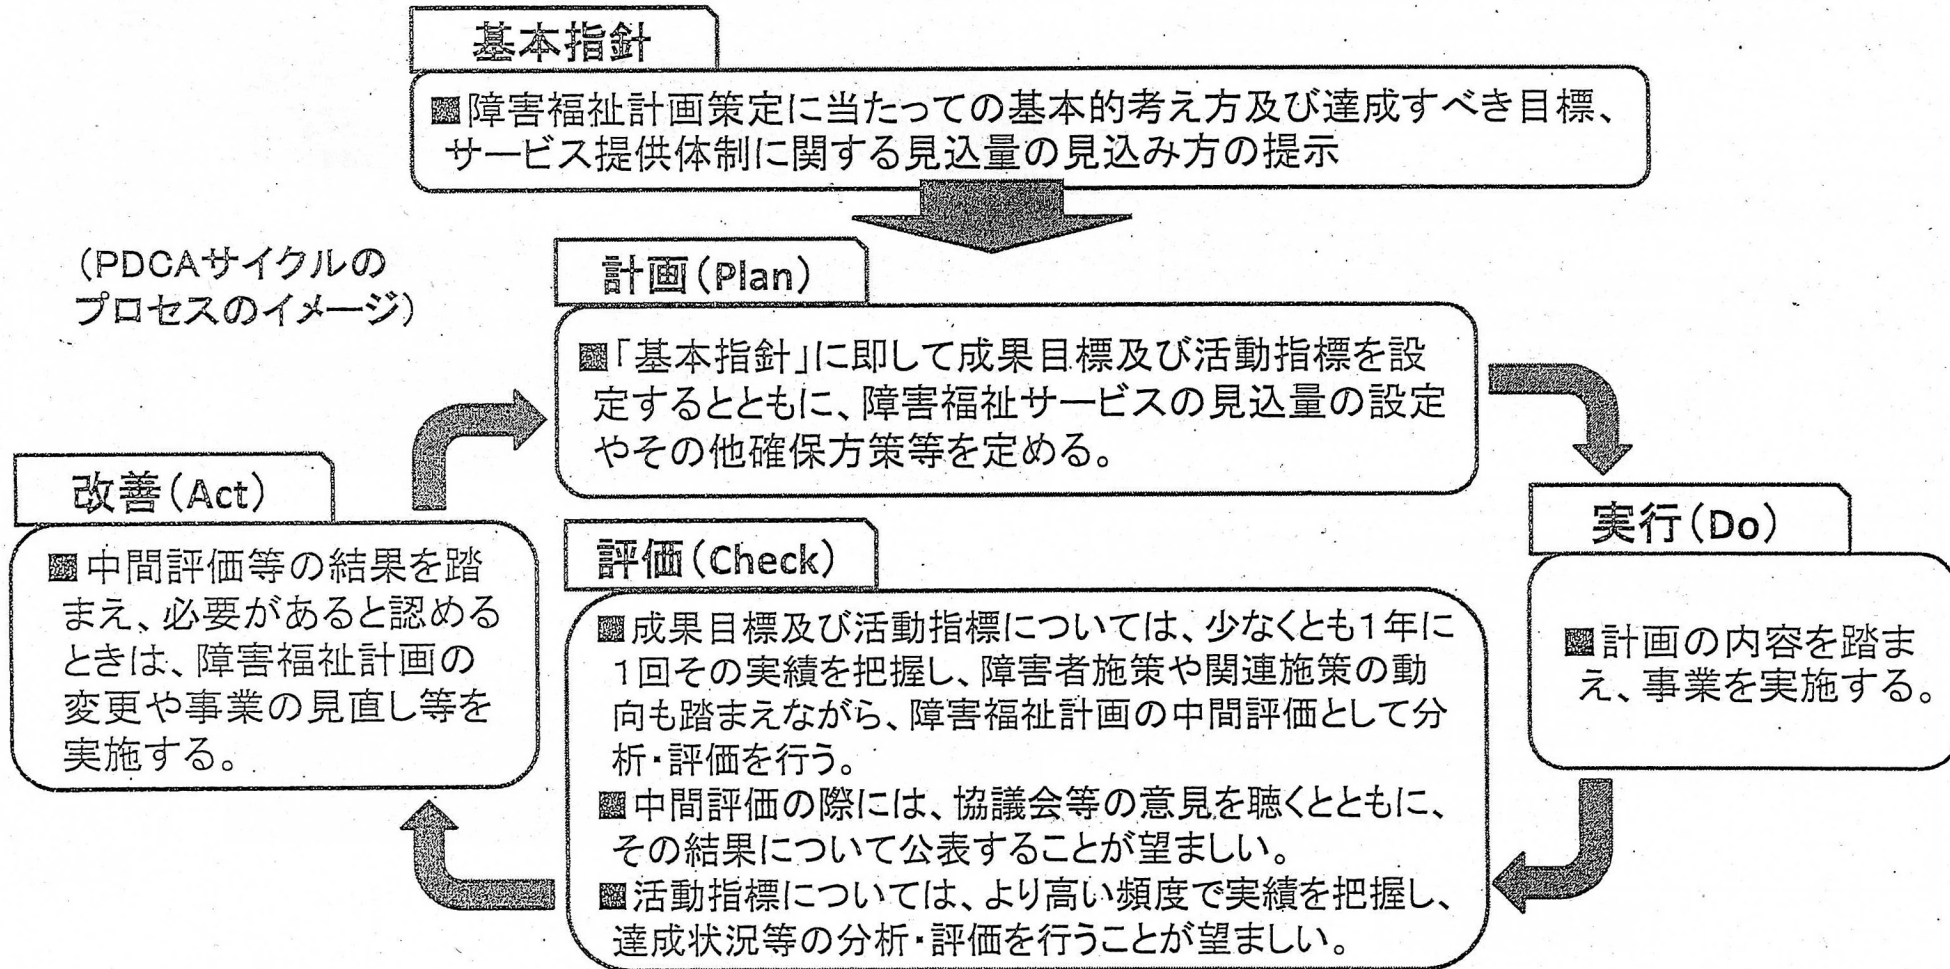 基本指針
■障害福祉計画策定に当たっての基本的考え方及び達成すべき目標、
サービス提供体制に関する見込量の見込み方の提示
(PDCAサイクルの
プロセスのイメージ)
計画(Plan)
■「基本指針」に即して成果目標及び活動指標を設
定するとともに、障害福祉サービスの見込量の設定
やその他確保方策等を定める。
改善(Act)
■中間評価等の結果を踏
まえ、必要があると認める
ときは、障害福祉計画の
変更や事業の見直し等を
実施する。
評価(Check)
■成果目標及び活動指標については、少なくとも1年に
1回その実績を把握し、障害者施策や関連施策の動
向も踏まえながら、障害福祉計画の中間評価として分
析・評価を行う。
■中間評価の際には、協議会等の意見を聴くとともに、
その結果について公表することが望ましい。
■活動指標については、より高い頻度で実績を把握し、
達成状況等の分析・評価を行うことが望ましい。
実行(Do)
■計画の内容を踏ま
え、事業を実施する。